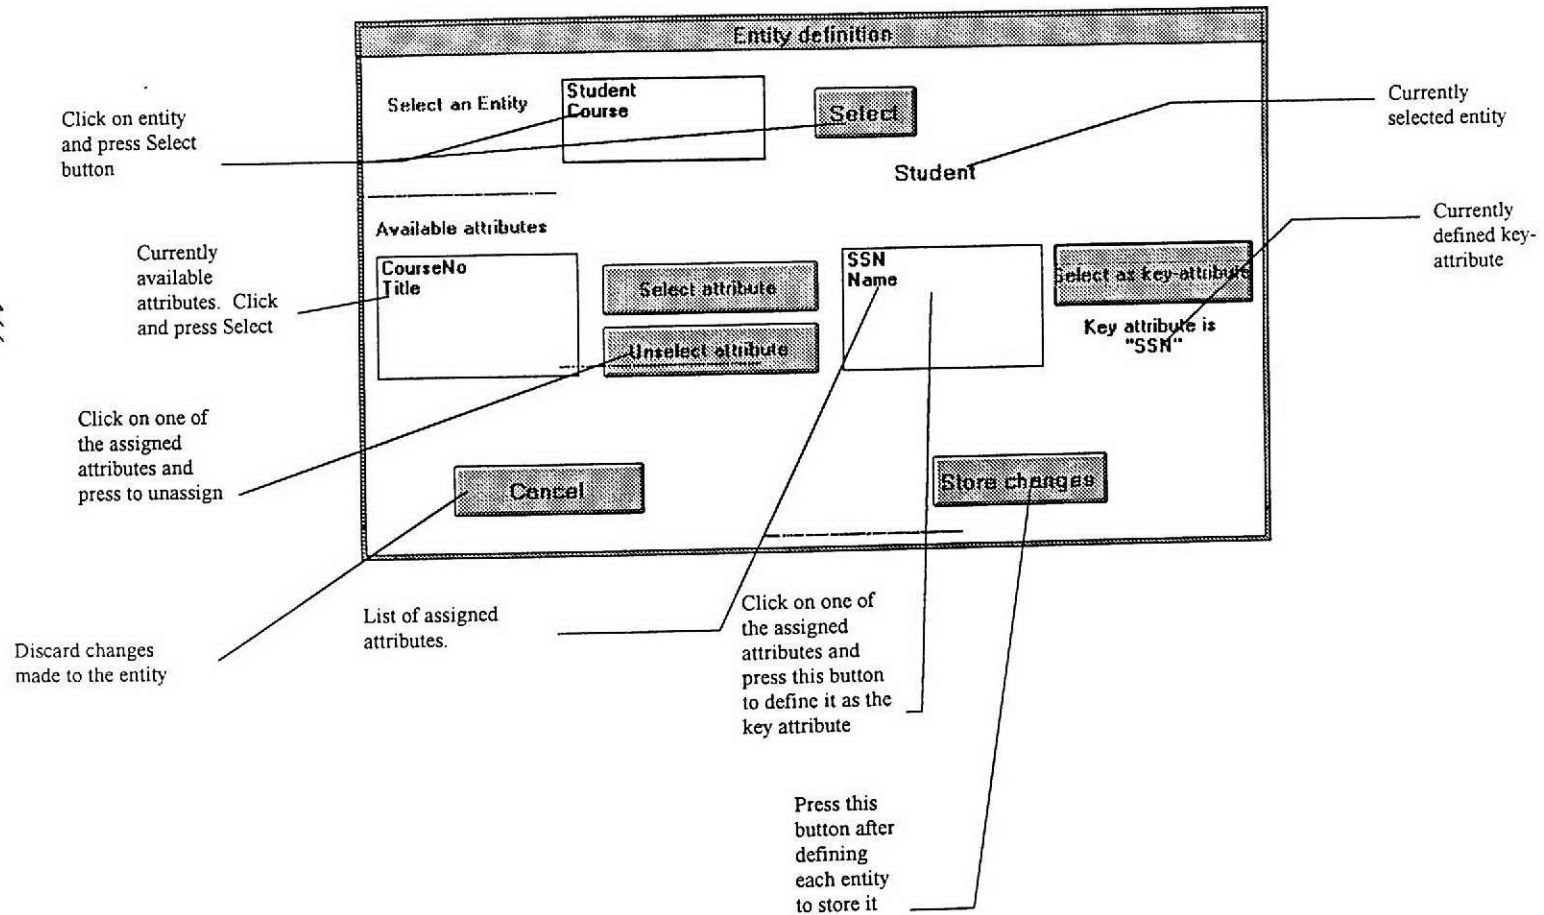 Entity definition
Select an Entity
Student
Course
Select
Student
Available attributes
CourseNo
Title
Select attribute
Unselect attribute
SSN
Name
Select as key-attribute
Key attribute is
"SSN"
Cancel
Store changes
Click on entity
and press Select
button
Currently
selected entity
Currently
defined key-
attribute
Currently
available
attributes. Click
and press Select
Click on one of
the assigned
attributes and
press to unassign
Discard changes
made to the entity
List of assigned
attributes.
Click on one of
the assigned
attributes and
press this button
to define it as the
key attribute
Press this
button after
defining
each entity
to store it